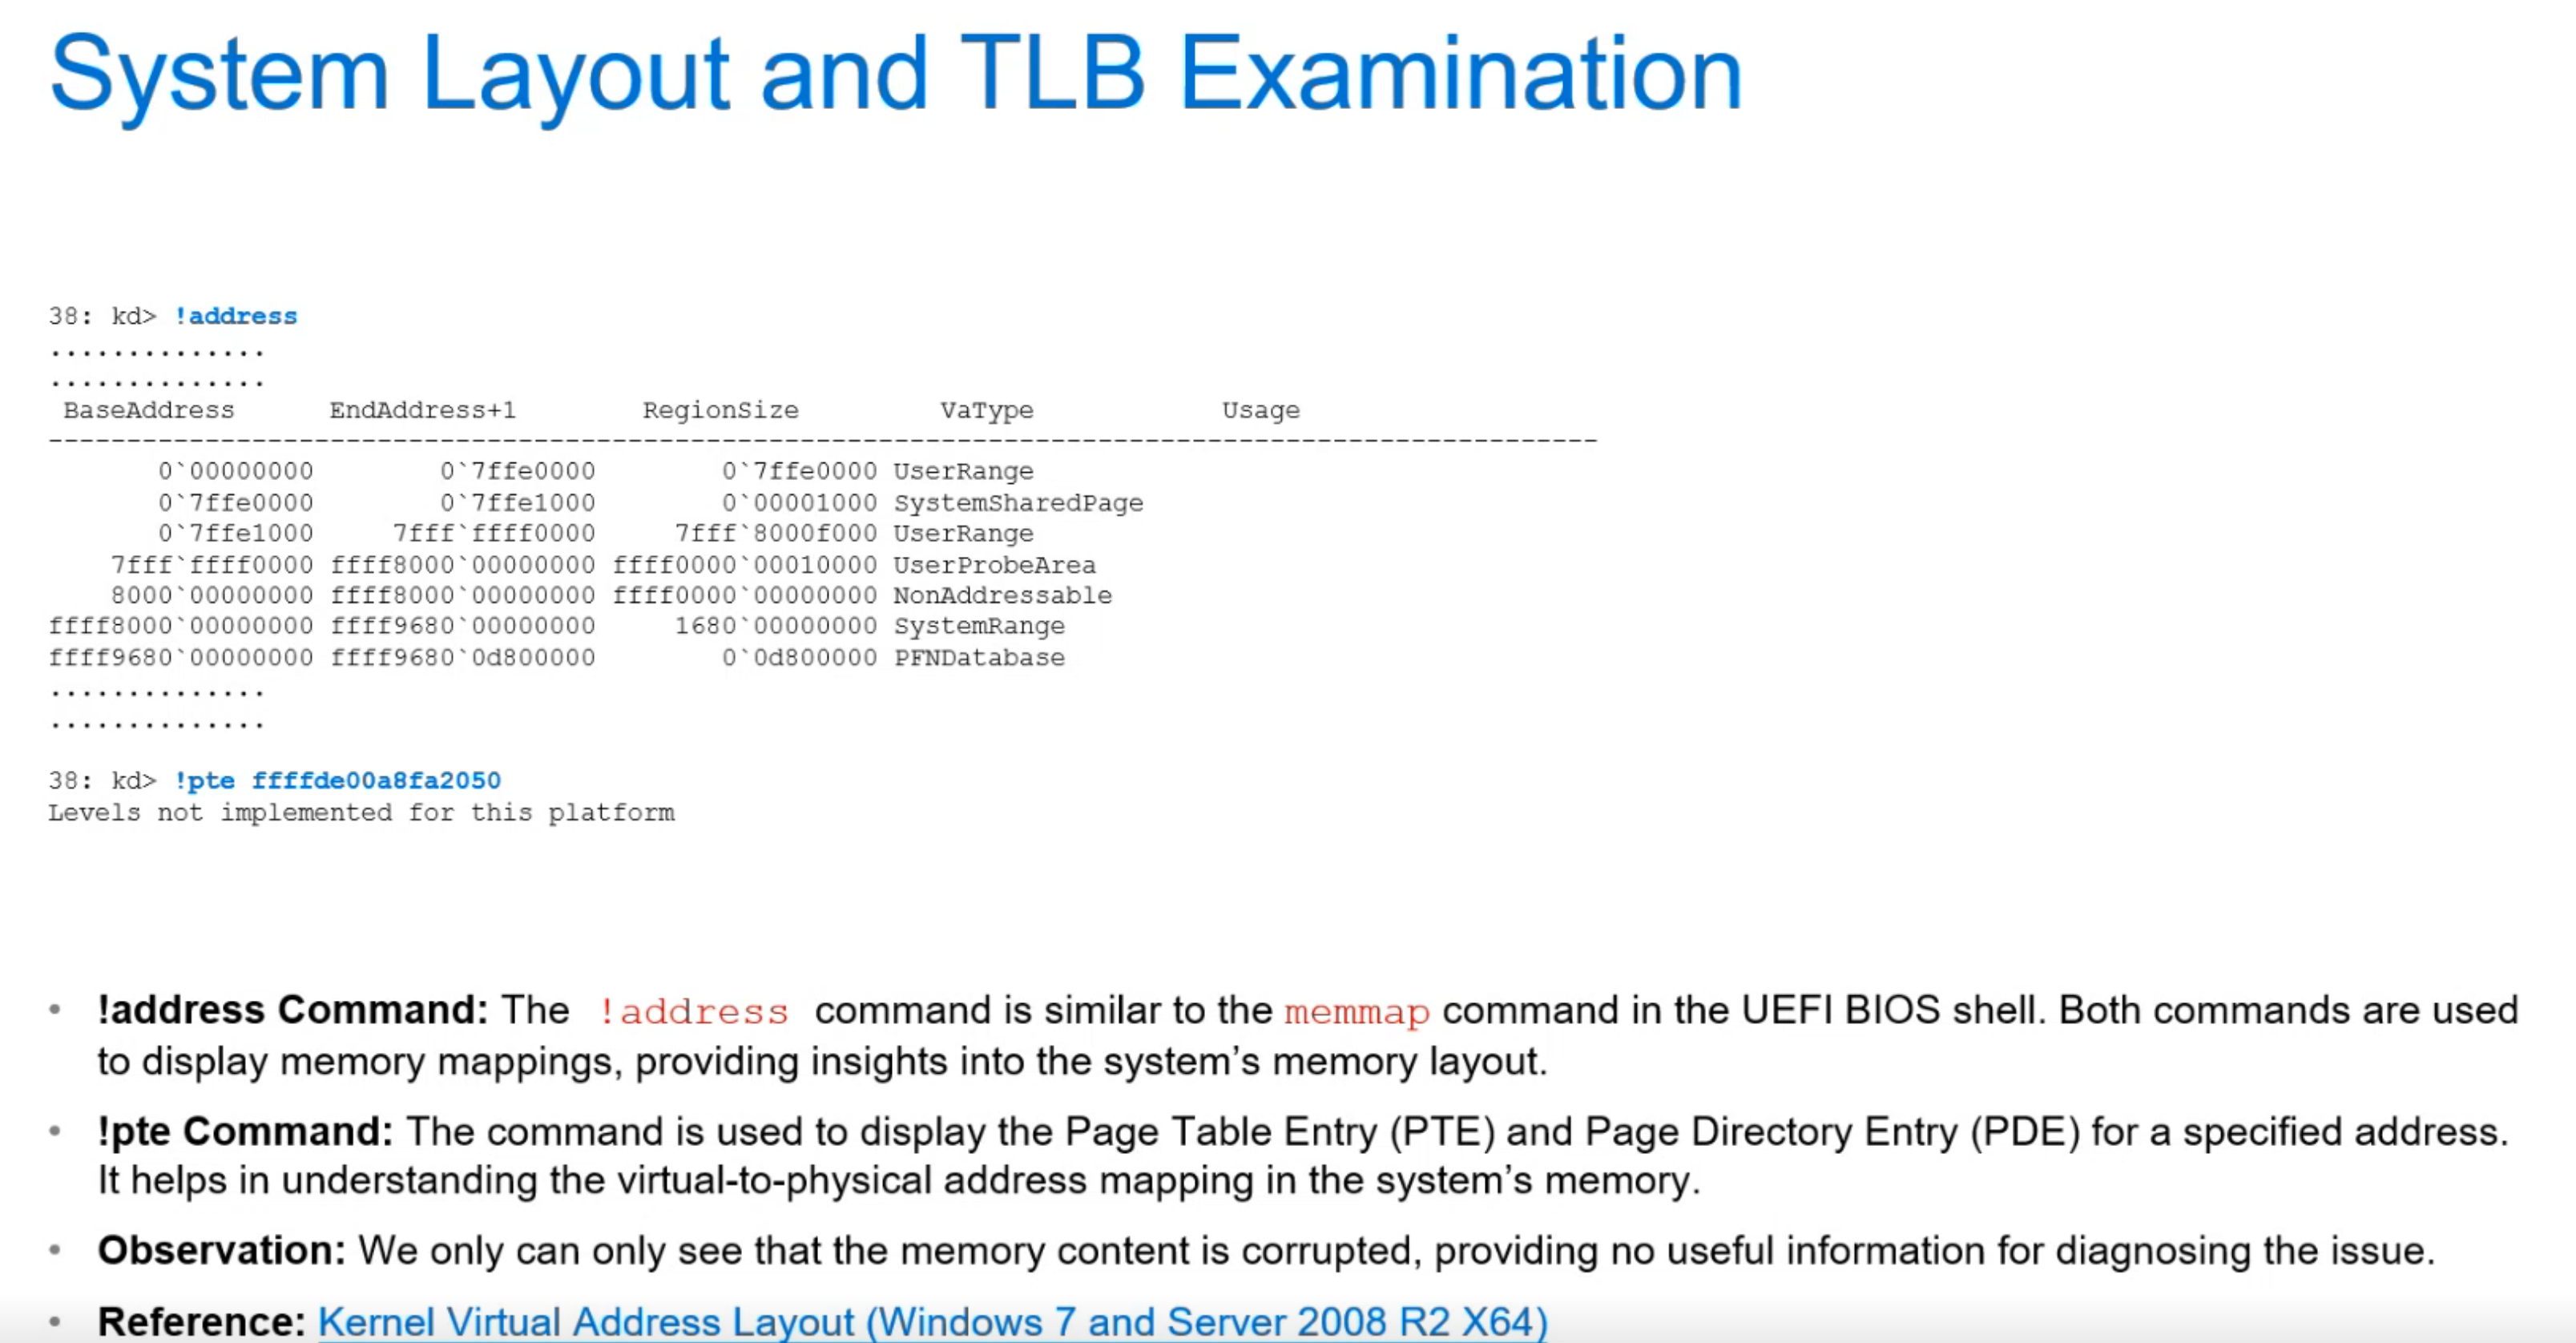 System Layout and TLB Examination
38: kd> !address
..............
..............
BaseAddress EndAddress+1 RegionSize VaType Usage
---------------------------------------------------------------------------------------------------
0`00000000 0`7ffe0000 0`7ffe0000 UserRange
0`7ffe0000 0`7ffe1000 0`00001000 SystemSharedPage
0`7ffe1000 7fff`ffff0000 7fff`8000f000 UserRange
7fff`ffff0000 ffff8000`00000000 ffff0000`00010000 UserProbeArea
8000`00000000 ffff8000`00000000 ffff0000`00000000 NonAddressable
ffff8000`00000000 ffff9680`00000000 1680`00000000 SystemRange
ffff9680`00000000 ffff9680`0d800000 0`0d800000 PFNDatabase
..............
..............
38: kd> !pte ffffde00a8fa2050
Levels not implemented for this platform
• !address Command: The !address command is similar to the memmap command in the UEFI BIOS shell. Both commands are used
to display memory mappings, providing insights into the system’s memory layout.
• !pte Command: The command is used to display the Page Table Entry (PTE) and Page Directory Entry (PDE) for a specified address.
It helps in understanding the virtual-to-physical address mapping in the system’s memory.
• Observation: We only can only see that the memory content is corrupted, providing no useful information for diagnosing the issue.
• Reference: Kernel Virtual Address Layout (Windows 7 and Server 2008 R2 X64)